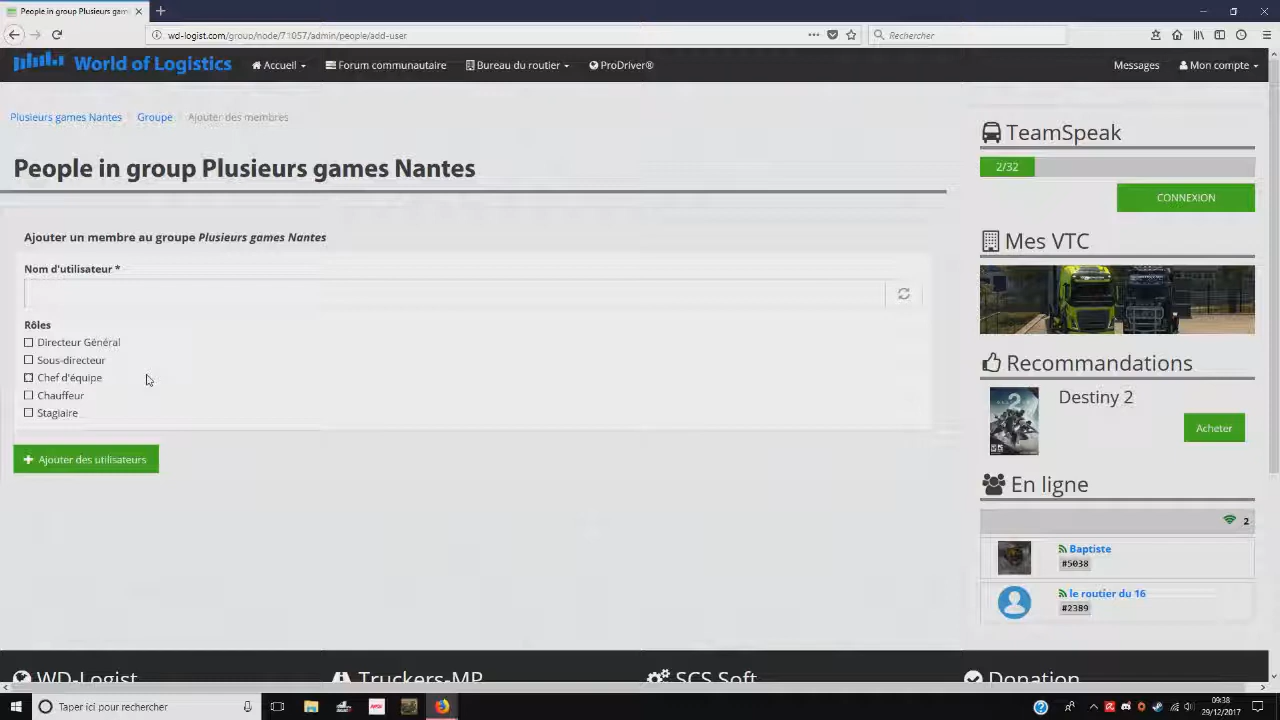 People in group Plusieurs gam
wd-logist.com/group/node/71057/admin/people/add-user
Rechercher
World of Logistics
Accueil
Forum communautaire
Bureau du routier
ProDriver®
Messages
Mon compte
Plusieurs games Nantes
Groupe
Ajouter des membres
People in group Plusieurs games Nantes
Ajouter un membre au groupe Plusieurs games Nantes
Nom d'utilisateur *
Rôles
Directeur Général
Sous-directeur
Chef d'équipe
Chauffeur
Stagiaire
Ajouter des utilisateurs
TeamSpeak
2/32
CONNEXION
Mes VTC
Recommandations
Destiny 2
Acheter
En ligne
2
Baptiste
#5038
le routier du 16
#2389
WD-Logist
Truckers-MP
SCS Soft
Donation
Taper ici pour rechercher
09:38
29/12/2017